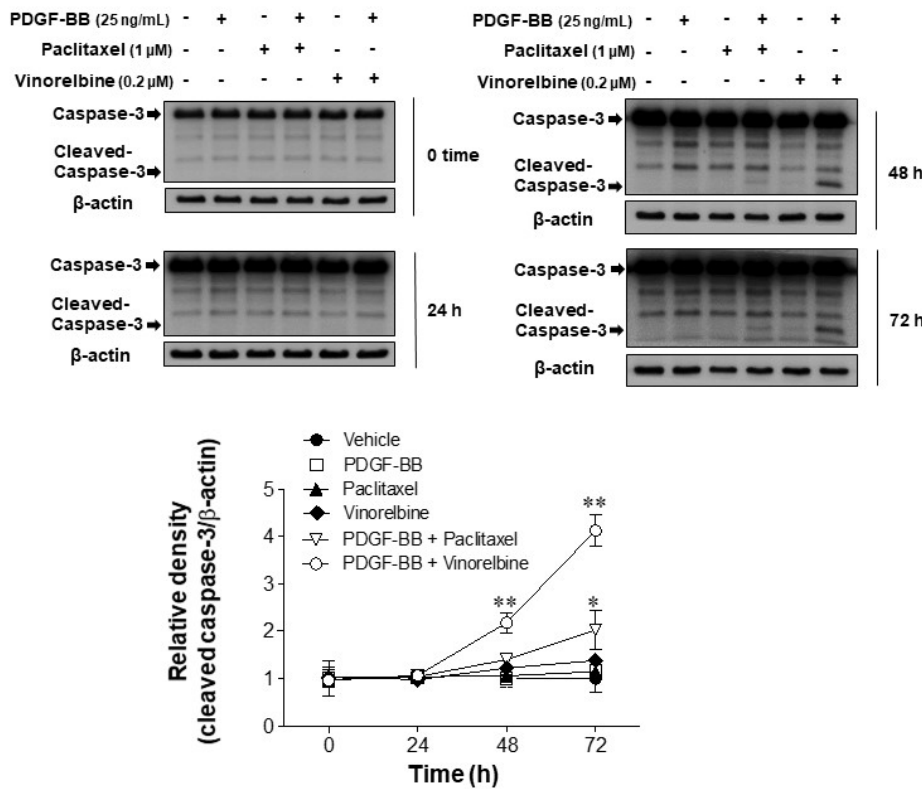 PDGF-BB (25 ng/mL) - + - + - +
Paclitaxel (1 μM) - - + + - -
Vinorelbine (0.2 μM) - - - - + +
Caspase-3
Cleaved-
Caspase-3
β-actin
0 time
Caspase-3
Cleaved-
Caspase-3
β-actin
24 h
PDGF-BB (25 ng/mL) - + - + - +
Paclitaxel (1 μM) - - + + - -
Vinorelbine (0.2 μM) - - - - + +
Caspase-3
Cleaved-
Caspase-3
β-actin
48 h
Caspase-3
Cleaved-
Caspase-3
β-actin
72 h
Vehicle
PDGF-BB
Paclitaxel
Vinorelbine
PDGF-BB + Paclitaxel
PDGF-BB + Vinorelbine
Relative density
(cleaved caspase-3/β-actin)
5
4
3
2
1
0
**
**
*
0 24 48 72
Time (h)